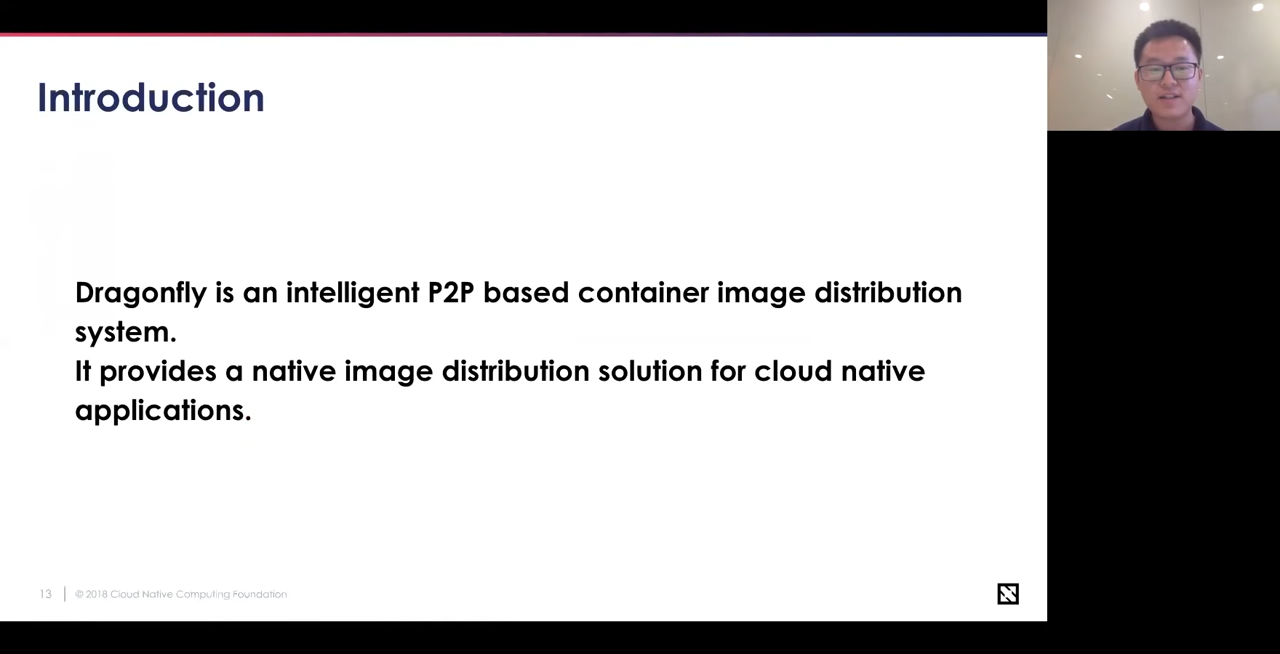 Introduction
Dragonfly is an intelligent P2P based container image distribution
system.
It provides a native image distribution solution for cloud native
applications.
13
© 2018 Cloud Native Computing Foundation